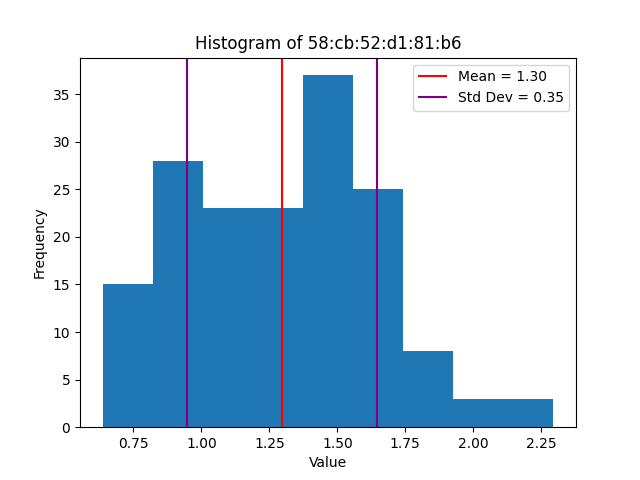 Histogram of 58:cb:52:d1:81:b6
Mean = 1.30
Std Dev = 0.35
Frequency
35
30
25
20
15
10
5
0
0.75 1.00 1.25 1.50 1.75 2.00 2.25
Value